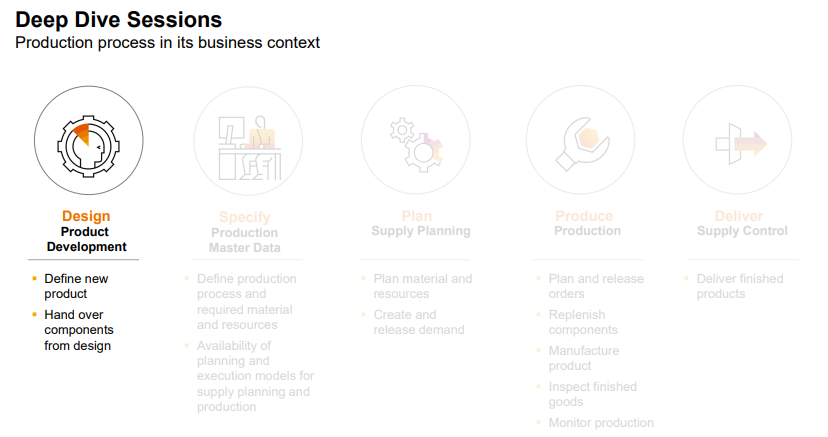 Deep Dive Sessions
Production process in its business context
Design
Product
Development
▪ Define new
product
▪ Hand over
components
from design
Specify
Production
Master Data
▪ Define production
process and
required material
and resources
▪ Availability of
planning and
execution models for
supply planning and
production
Plan
Supply Planning
▪ Plan material and
resources
▪ Create and
release demand
Produce
Production
▪ Plan and release
orders
▪ Replenish
components
▪ Manufacture
product
▪ Inspect finished
goods
▪ Monitor production
Deliver
Supply Control
▪ Deliver finished
products